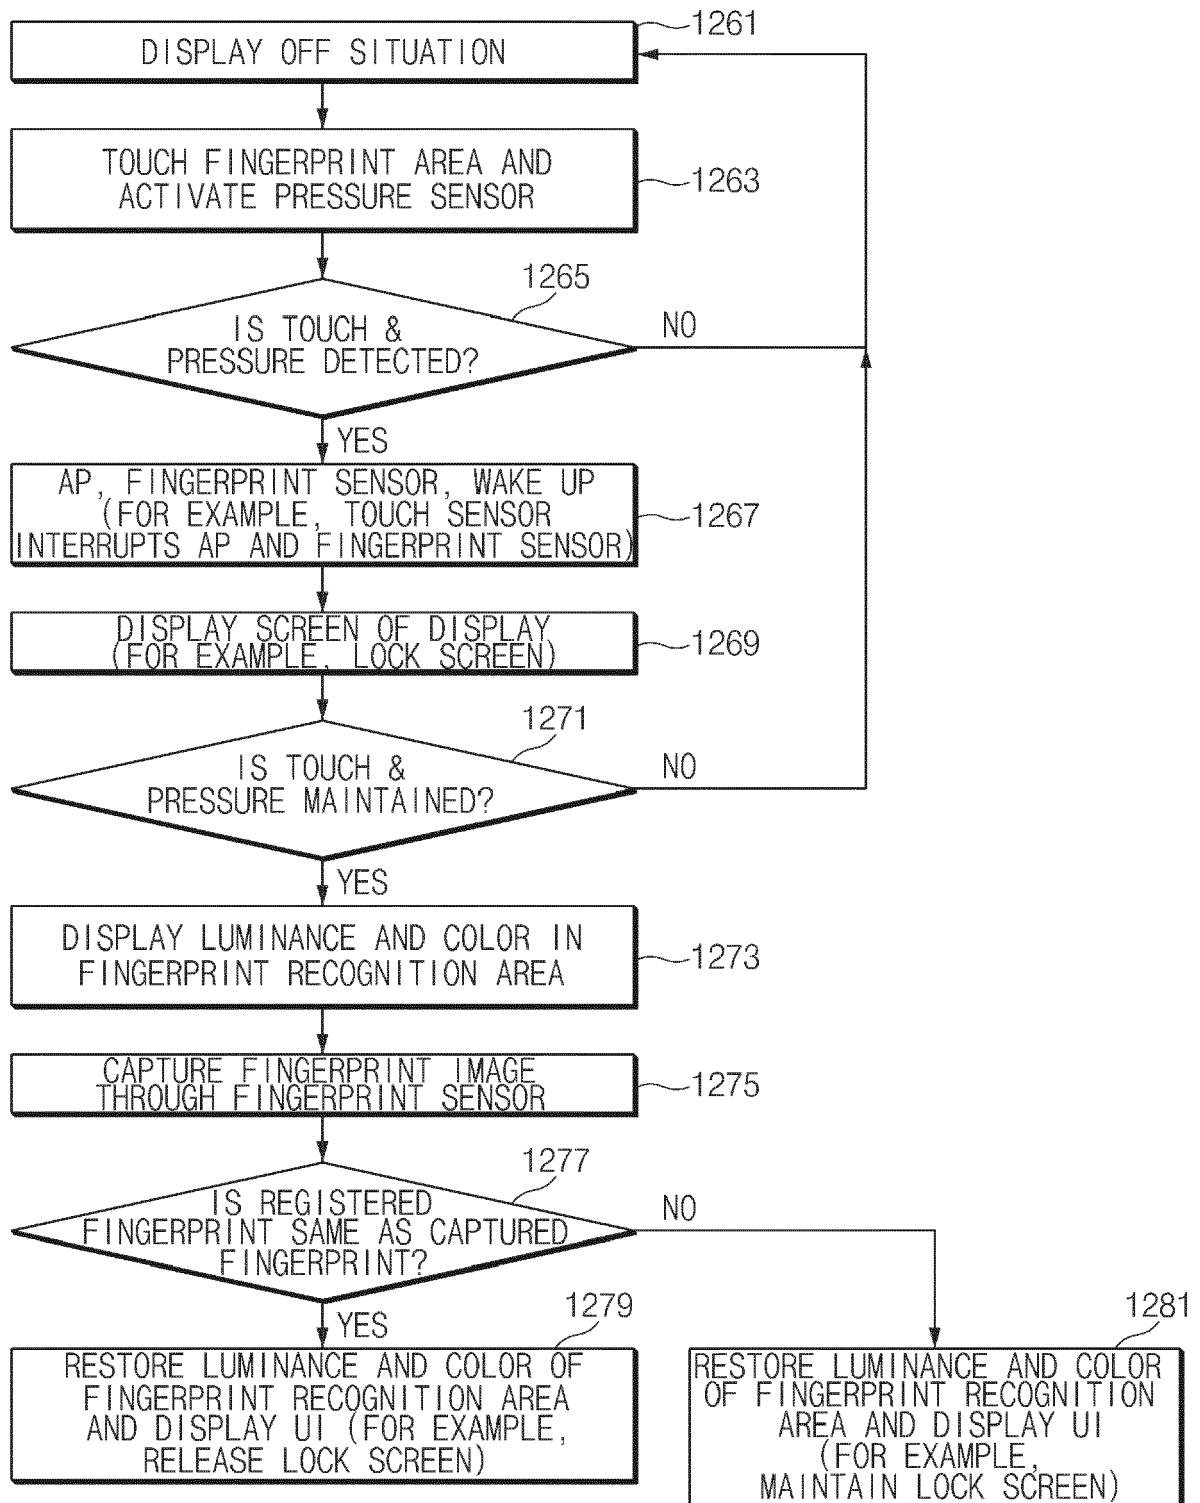 1261
DISPLAY OFF SITUATION
TOUCH FINGERPRINT AREA AND
ACTIVATE PRESSURE SENSOR
1263
1265
IS TOUCH &
PRESSURE DETECTED?
NO
YES
AP, FINGERPRINT SENSOR, WAKE UP
(FOR EXAMPLE, TOUCH SENSOR
INTERRUPTS AP AND FINGERPRINT SENSOR)
1267
DISPLAY SCREEN OF DISPLAY
(FOR EXAMPLE, LOCK SCREEN)
1269
1271
IS TOUCH &
PRESSURE MAINTAINED?
NO
YES
DISPLAY LUMINANCE AND COLOR IN
FINGERPRINT RECOGNITION AREA
1273
CAPTURE FINGERPRINT IMAGE
THROUGH FINGERPRINT SENSOR
1275
1277
IS REGISTERED
FINGERPRINT SAME AS CAPTURED
FINGERPRINT?
NO
YES
1279
RESTORE LUMINANCE AND COLOR OF
FINGERPRINT RECOGNITION AREA
AND DISPLAY UI (FOR EXAMPLE,
RELEASE LOCK SCREEN)
1281
RESTORE LUMINANCE AND COLOR
OF FINGERPRINT RECOGNITION
AREA AND DISPLAY UI
(FOR EXAMPLE,
MAINTAIN LOCK SCREEN)